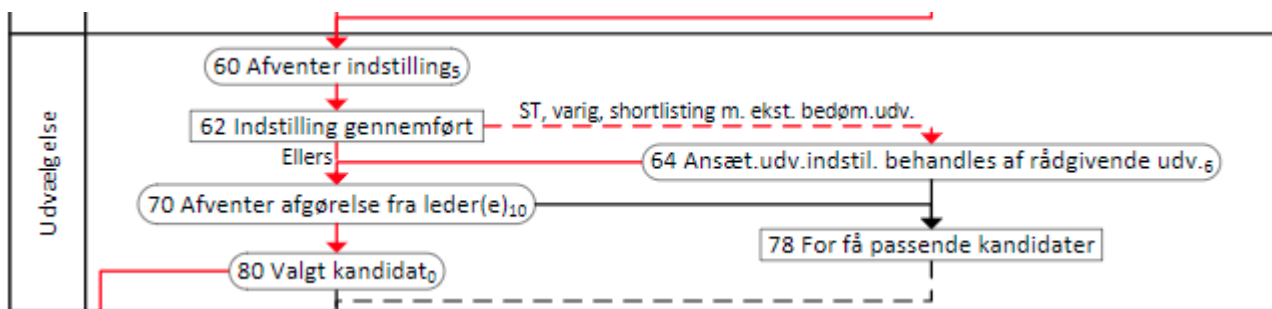 Udvælgelse
60 Afventer indstilling5
62 Indstilling gennemført
ST, varig, shortlisting m. ekst. bedøm.udv.
Ellers
64 Ansæt.udv.indstil. behandles af rådgivende udv.6
70 Afventer afgørelse fra leder(e)10
78 For få passende kandidater
80 Valgt kandidat0